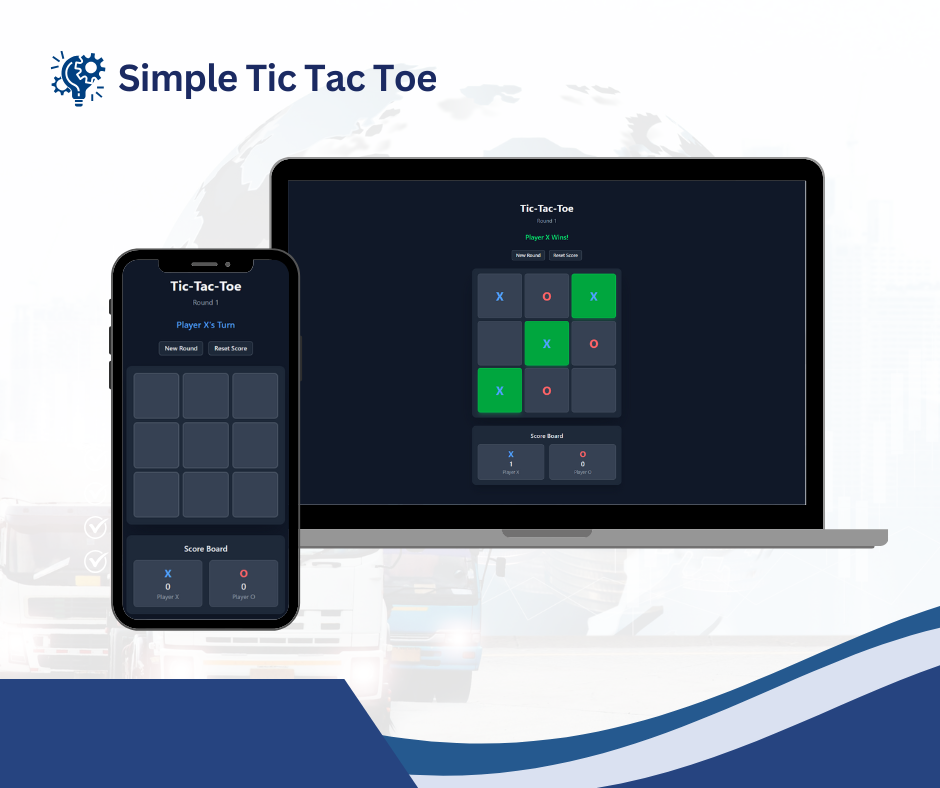 Simple Tic Tac Toe
Tic-Tac-Toe
Round 1
Player X's Turn
New Round Reset Score
Score Board
X O
0 0
Player X Player O
Tic-Tac-Toe
Round 1
Player X Wins!
New Round Reset Score
X O X
X O
X O
Score Board
X O
1 0
Player X Player O